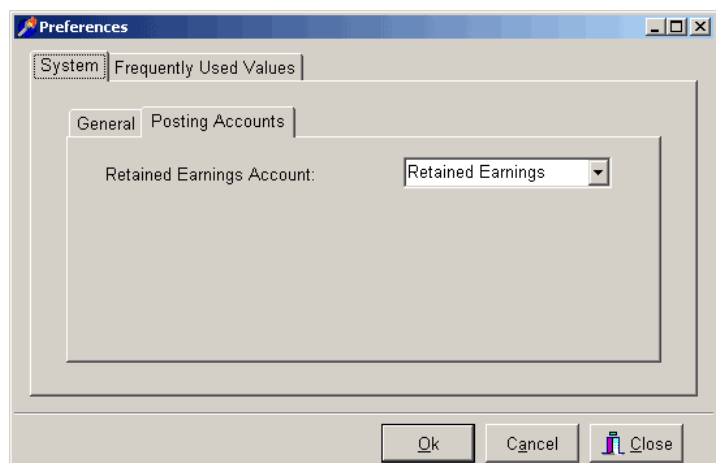 Preferences
System Frequently Used Values
General Posting Accounts
Retained Earnings Account: Retained Earnings
Ok Cancel Close